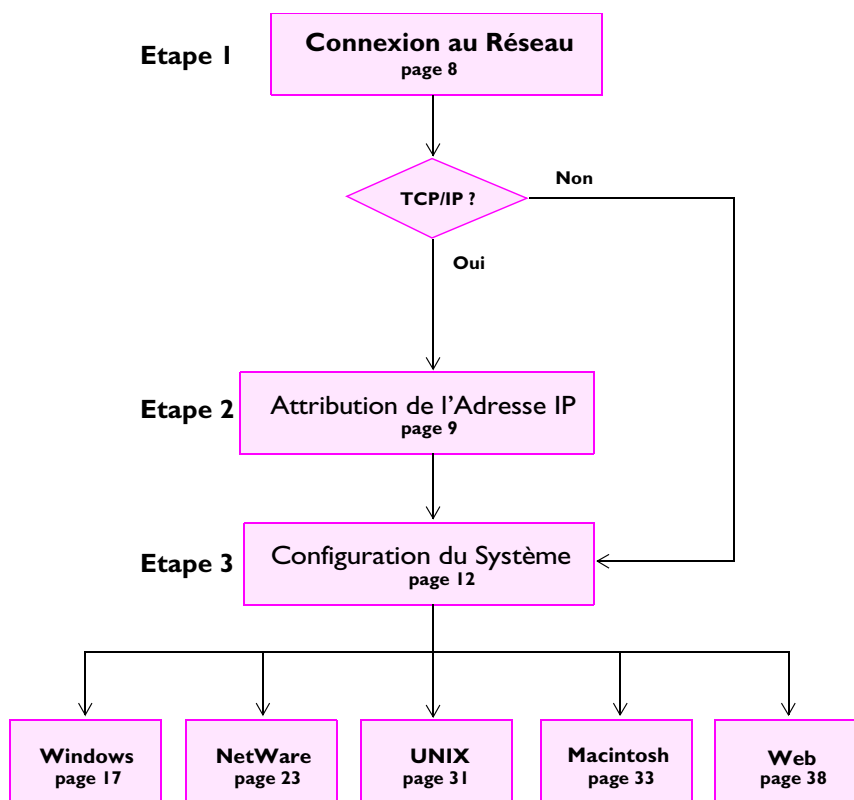 Etape 1
Connexion au Réseau
page 8
TCP/IP ?
Non
Oui
Etape 2
Attribution de l’Adresse IP
page 9
Etape 3
Configuration du Système
page 12
Windows
page 17
NetWare
page 23
UNIX
page 31
Macintosh
page 33
Web
page 38